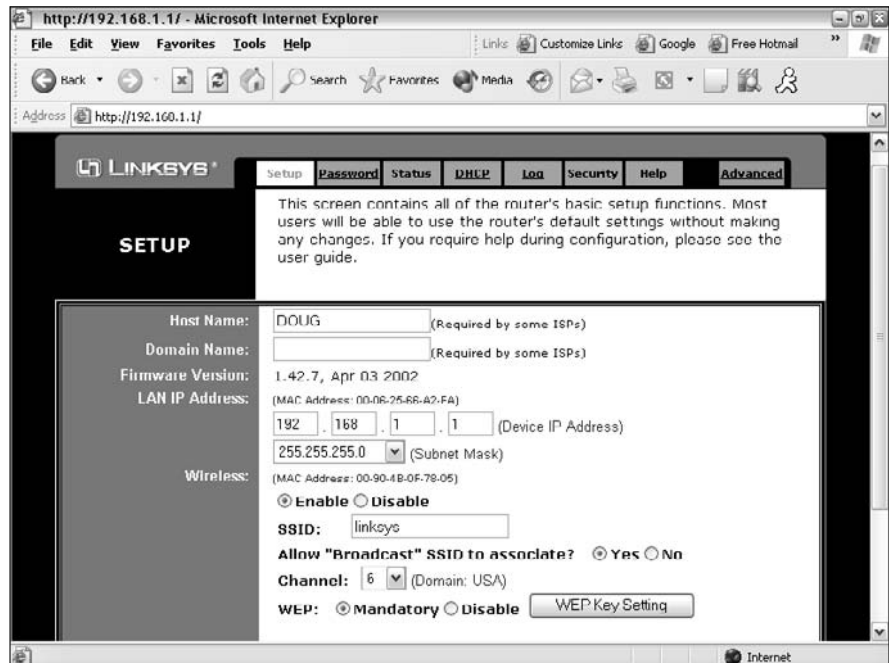 http://192.168.1.1/ - Microsoft Internet Explorer
File Edit View Favorites Tools Help Links Customize Links Google Free Hotmail »
Back Search Favorites Media
Address http://192.168.1.1/
LINKSYS®
Setup Password Status DHCP Log Security Help Advanced
SETUP
This screen contains all of the router's basic setup functions. Most
users will be able to use the router's default settings without making
any changes. If you require help during configuration, please see the
user guide.
Host Name: DOUG (Required by some ISPs)
Domain Name: (Required by some ISPs)
Firmware Version: 1.42.7, Apr 03 2002
LAN IP Address: (MAC Address: 00-06-25-66-A2-FA)
192 . 168 . 1 . 1 (Device IP Address)
255.255.255.0 (Subnet Mask)
Wireless: (MAC Address: 00-90-4B-0F-78-05)
Enable Disable
SSID: linksys
Allow "Broadcast" SSID to associate? Yes No
Channel: 6 (Domain: USA)
WEP: Mandatory Disable WEP Key Setting
Internet